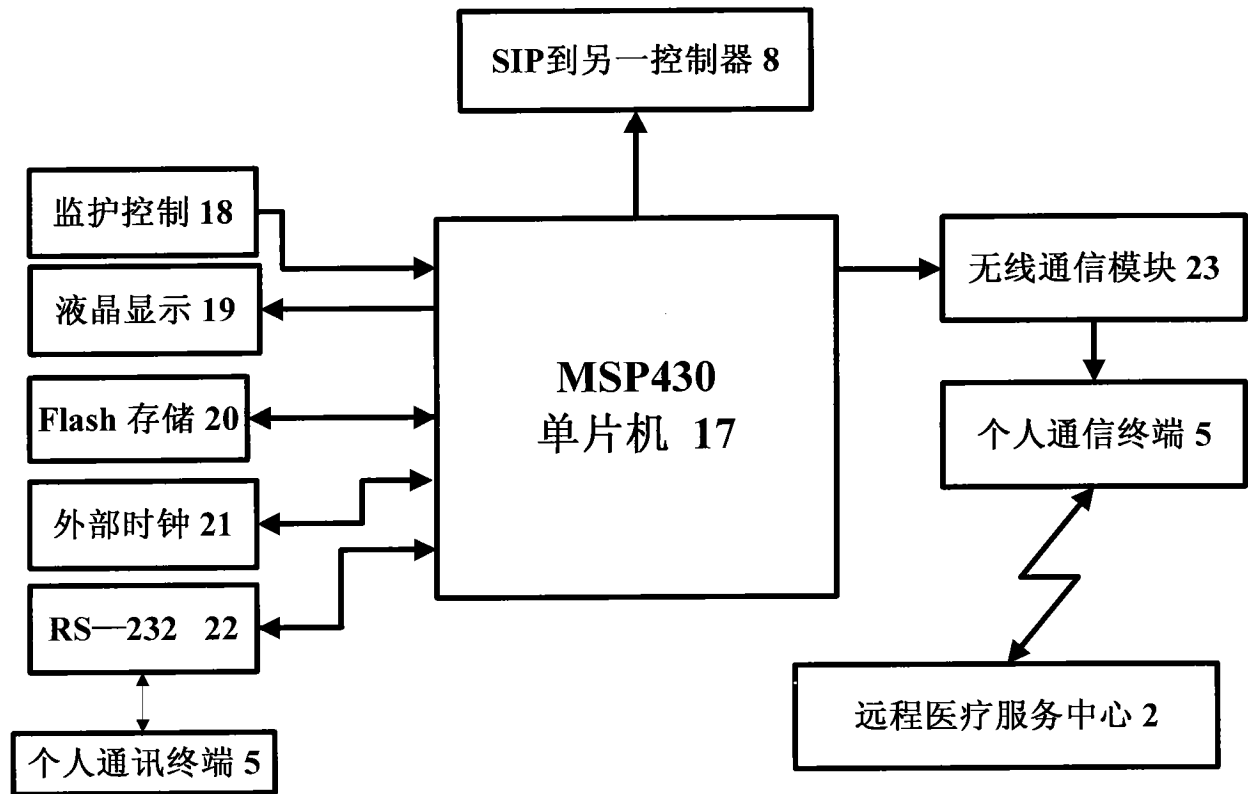 SIP到另一控制器 8
监护控制 18
液晶显示 19
Flash 存储 20
外部时钟 21
RS—232 22
个人通讯终端 5
MSP430
单片机 17
无线通信模块 23
个人通信终端 5
远程医疗服务中心 2